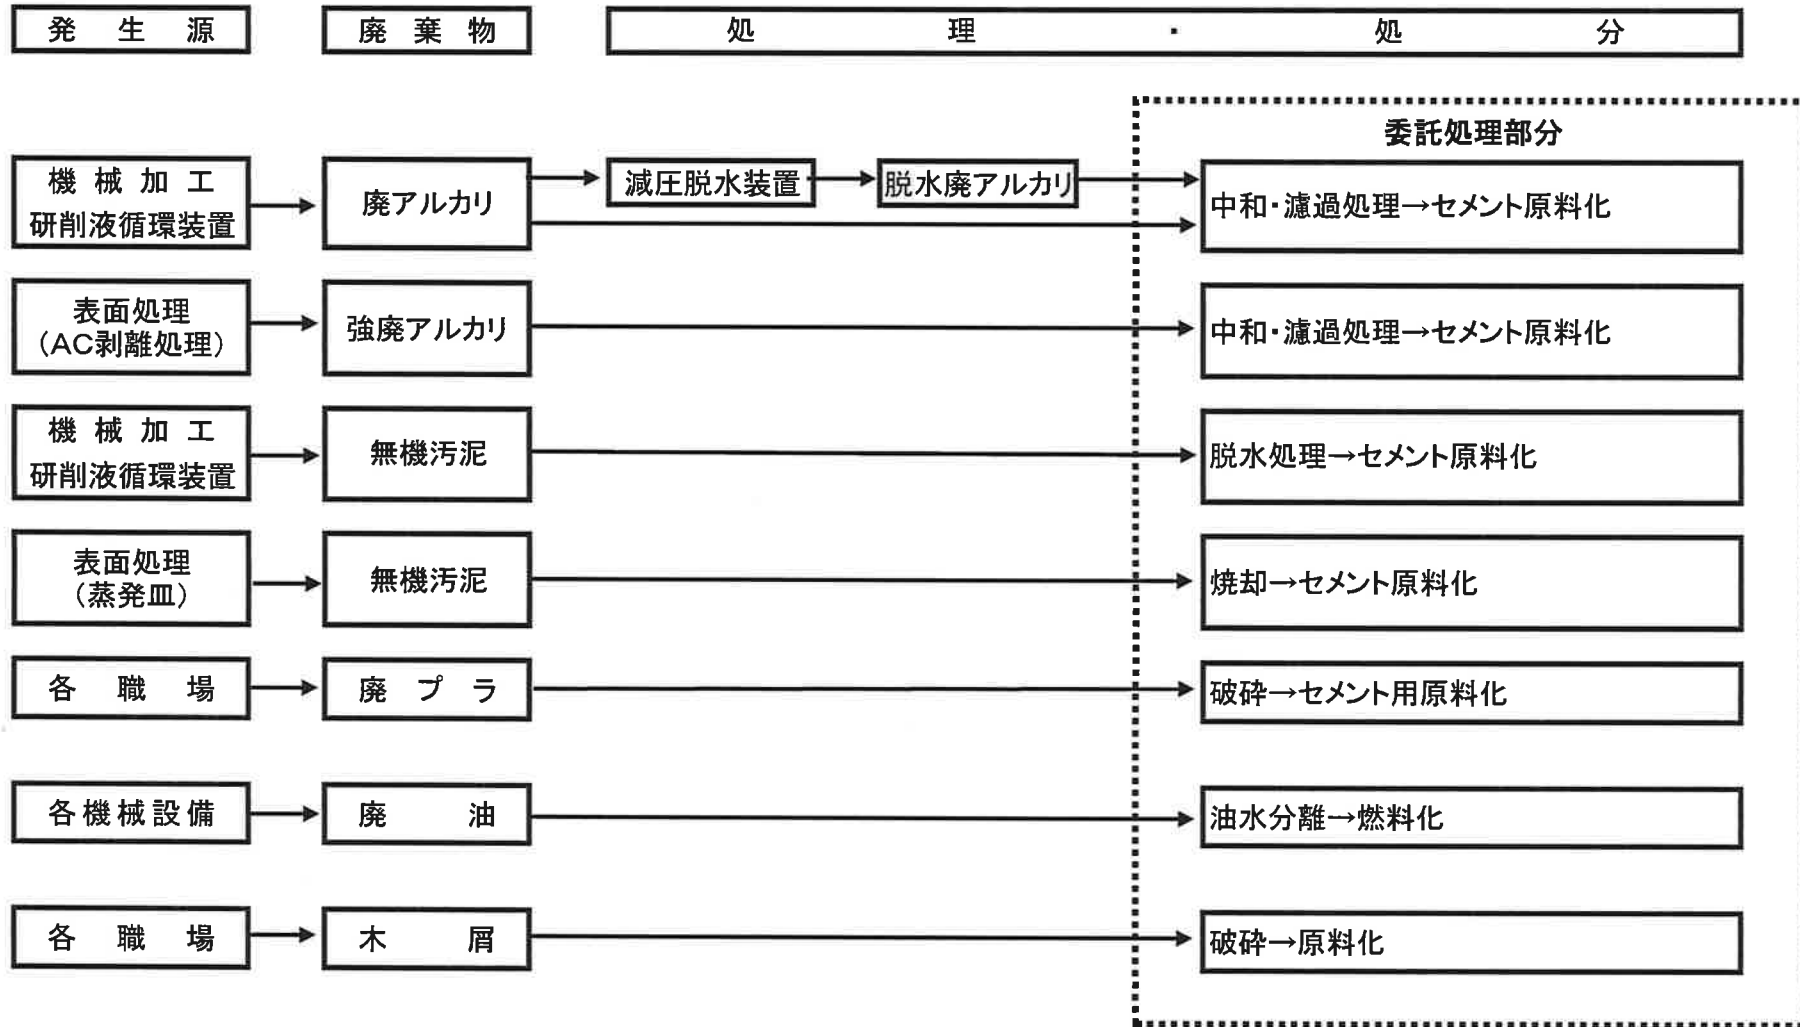 発生源
廃棄物
処理・処分
委託処理部分
機械加工
研削液循環装置
廃アルカリ
減圧脱水装置
脱水廃アルカリ
中和・濾過処理→セメント原料化
表面処理
(AC剥離処理)
強廃アルカリ
中和・濾過処理→セメント原料化
機械加工
研削液循環装置
無機汚泥
脱水処理→セメント原料化
表面処理
(蒸発皿)
無機汚泥
焼却→セメント原料化
各職場
廃プラ
破砕→セメント用原料化
各機械設備
廃油
油水分離→燃料化
各職場
木屑
破砕→原料化